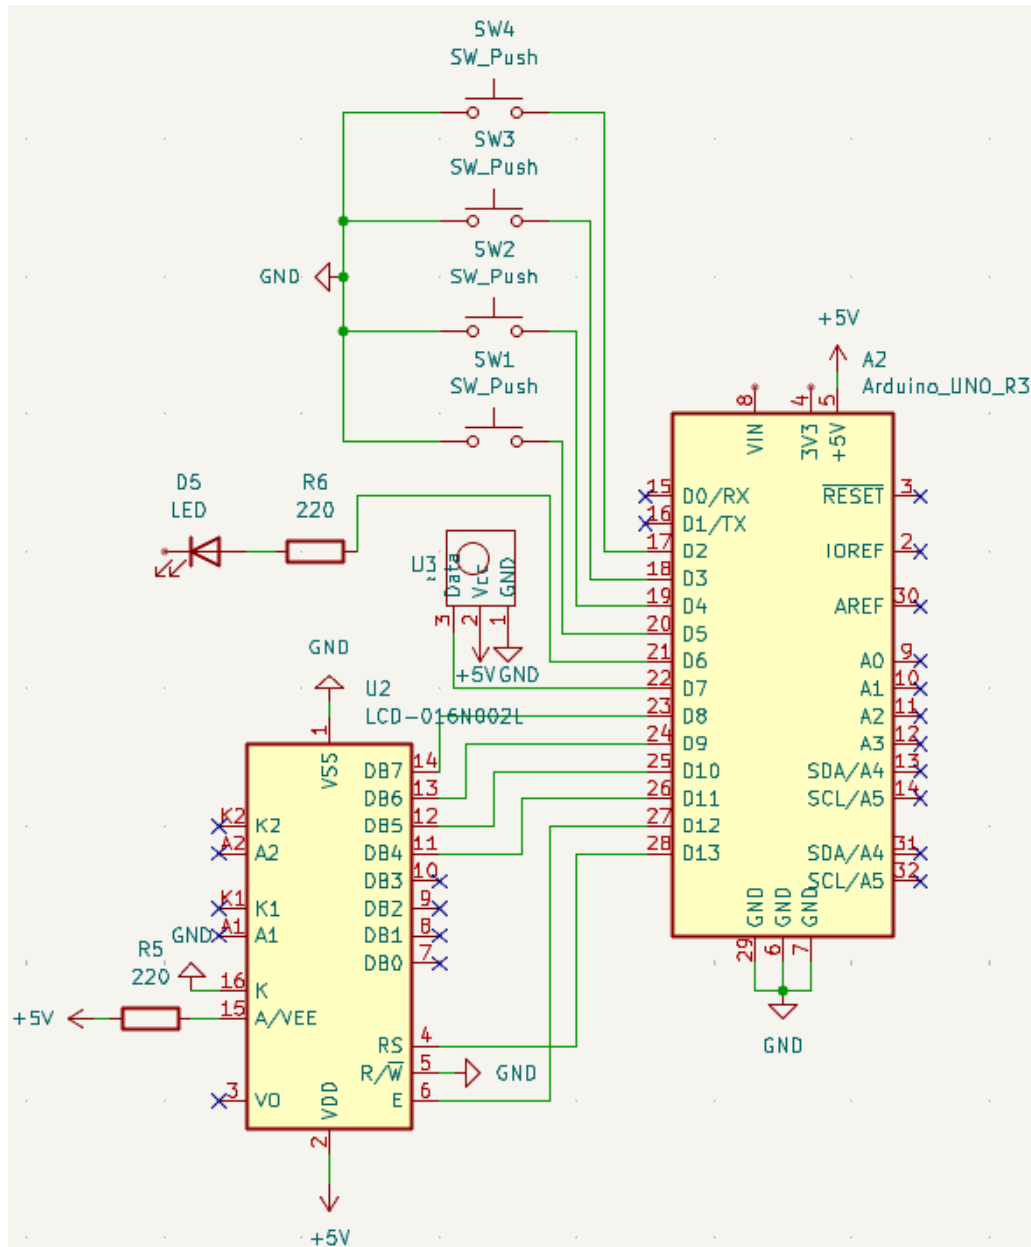 SW4
SW_Push
SW3
SW_Push
SW2
SW_Push
GND
SW1
SW_Push
+5V
A2
Arduino_UNO_R3
8
4
5
VIN
3V3
+5V
D5
LED
R6
220
15
D0/RX
RESET
3
16
D1/TX
17
D2
IOREF
2
18
D3
19
D4
AREF
30
20
D5
21
D6
A0
9
22
D7
A1
10
23
D8
A2
11
24
D9
A3
12
25
D10
SDA/A4
13
26
D11
SCL/A5
14
27
D12
28
D13
SDA/A4
31
SCL/A5
32
GND
GND
GND
29
6
7
GND
U3
Data
Vcc
GND
3
2
1
+5V
GND
GND
U2
LCD-016N002L
1
VSS
DB7
14
DB6
13
K2
K2
DB5
12
A2
A2
DB4
11
DB3
10
K1
K1
DB2
9
A1
A1
DB1
8
DB0
7
GND
R5
220
16
K
+5V
15
A/VEE
RS
4
R/W
5
GND
3
VO
E
6
VDD
2
+5V